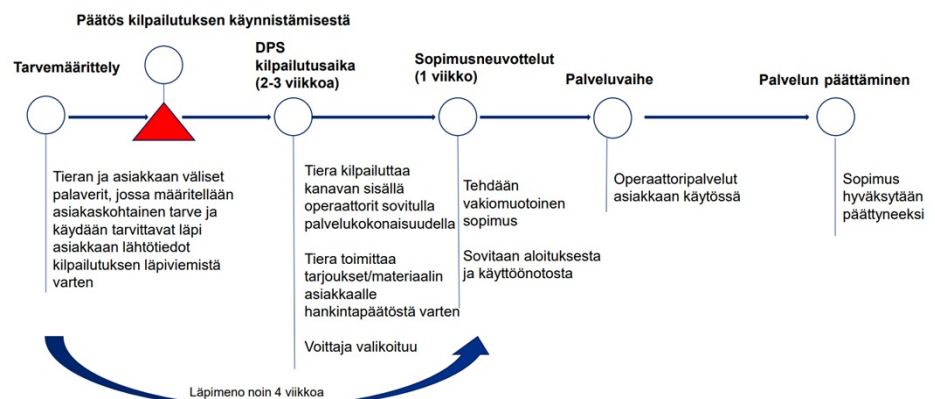 Päätös kilpailutuksen käynnistämisestä
Tarvemäärittely
DPS
kilpailutusaika
(2-3 viikkoa)
Sopimusneuvottelut
(1 viikko)
Palveluvaihe
Palvelun päättäminen
Tieran ja asiakkaan väliset
palaverit, jossa määritellään
asiakaskohtainen tarve ja
käydään tarvittavat läpi
asiakkaan lähtötiedot
kilpailutuksen läpiviemistä
varten
Tiera kilpailuttaa
kanavan sisällä
operaattorit sovitulla
palvelukokonaisuudella
Tiera toimittaa
tarjoukset/materiaalin
asiakkaalle
hankintapäätöstä varten
Voittaja valikoituu
Tehdään
vakiomuotoinen
sopimus
Sovitaan aloituksesta
ja käyttöönotosta
Operaattoripalvelut
asiakkaan käytössä
Sopimus
hyväksytään
päättyneeksi
Läpimeno noin 4 viikkoa